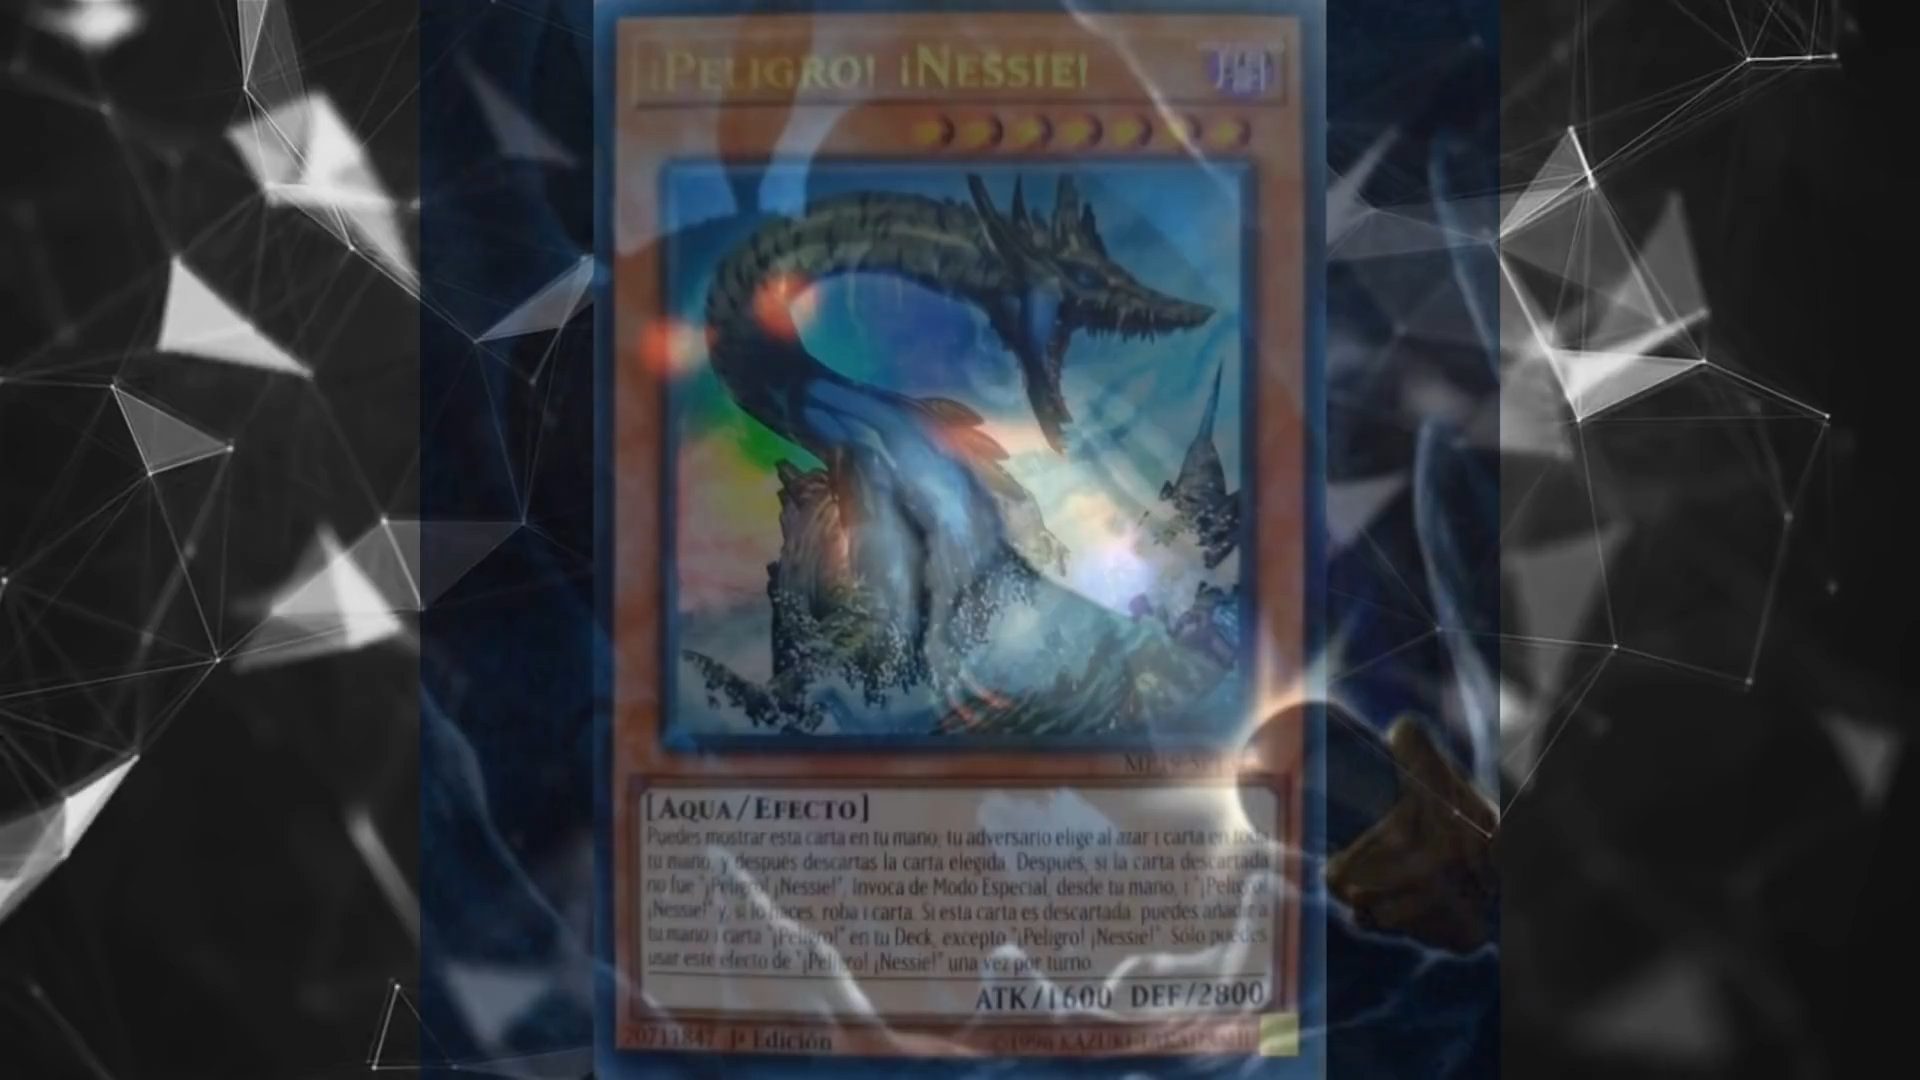 ¡Peligro! ¡Nessie!
[Aqua/Efecto]
Puedes mostrar esta carta en tu mano; tu adversario elige al azar 1 carta en toda
tu mano, y después descartas la carta elegida. Después, si la carta descartada
no fue "¡Peligro! ¡Nessie!", Invoca de Modo Especial, desde tu mano, 1 "¡Peligro!
¡Nessie!" y, si lo haces, roba 1 carta. Si esta carta es descartada: puedes añadir a
tu mano 1 carta "¡Peligro!" en tu Deck, excepto "¡Peligro! ¡Nessie!". Sólo puedes
usar este efecto de "¡Peligro! ¡Nessie!" una vez por turno.
ATK/1600 DEF/2800
20711847 1ª Edición ©1996 KAZUKI TAKAHASHI